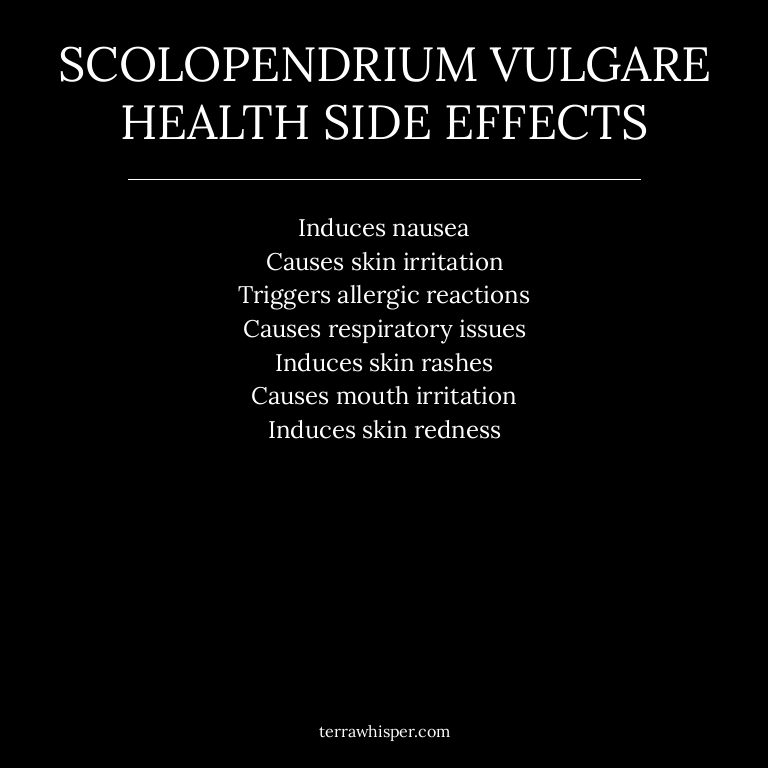 SCOLOPENDRIUM VULGARE
HEALTH SIDE EFFECTS
Induces nausea
Causes skin irritation
Triggers allergic reactions
Causes respiratory issues
Induces skin rashes
Causes mouth irritation
Induces skin redness
terrawhisper.com